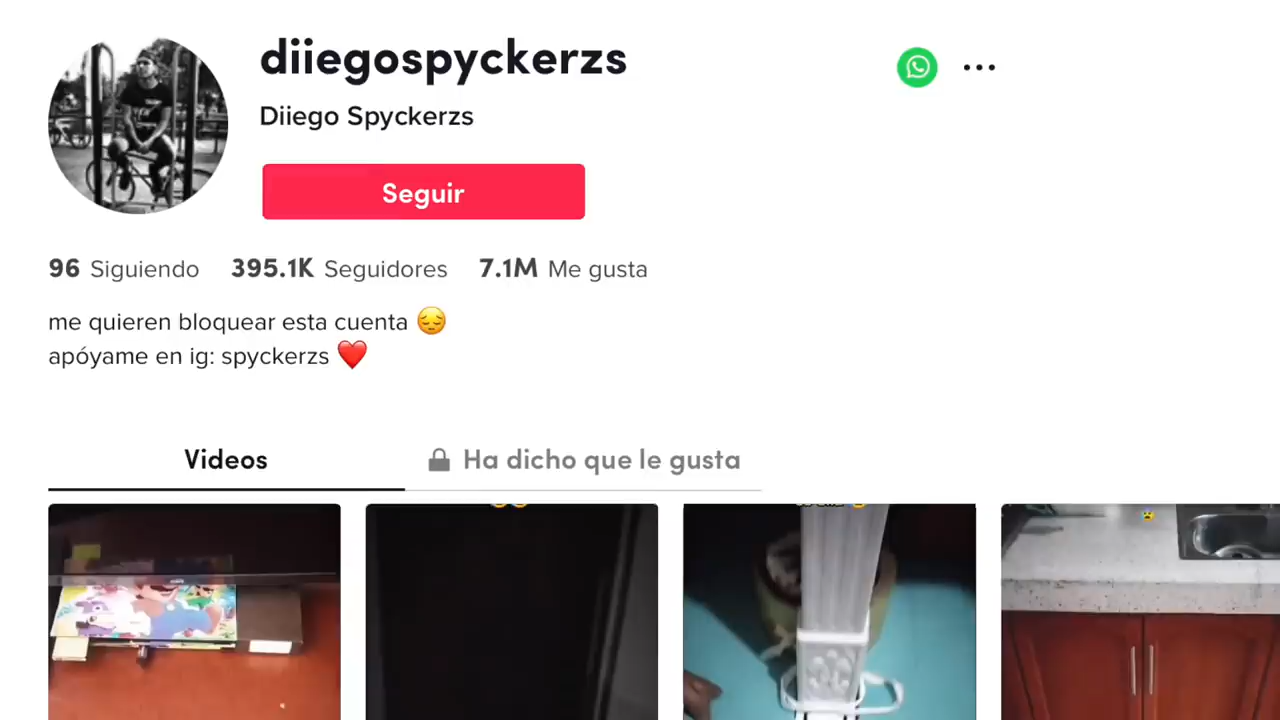 diiegospyckerzs
Diiego Spyckerzs
Seguir
96 Siguiendo 395.1K Seguidores 7.1M Me gusta
me quieren bloquear esta cuenta 😔
apóyame en ig: spyckerzs ❤️
Videos Ha dicho que le gusta